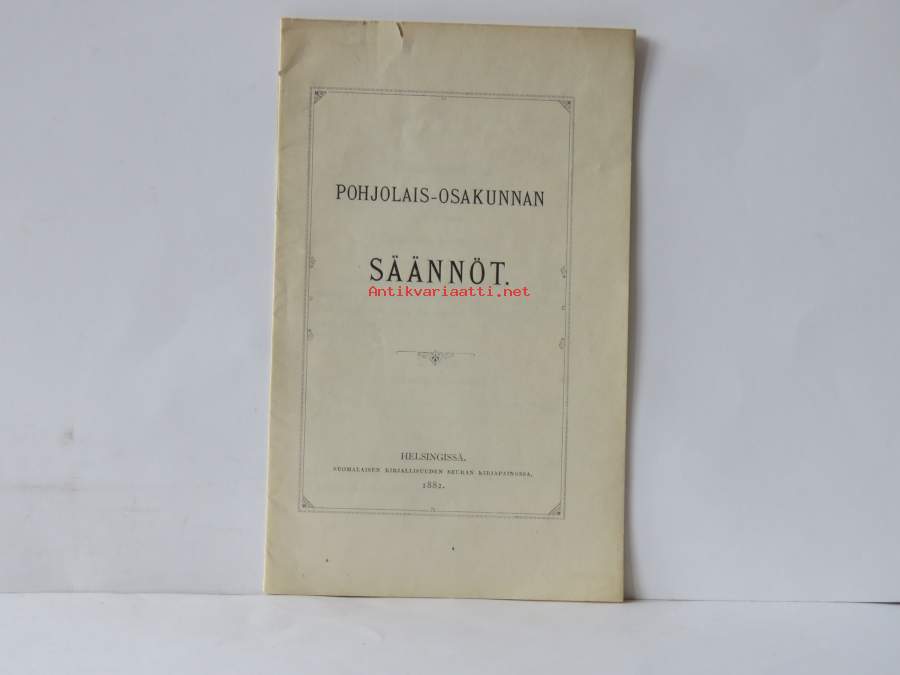 POHJOLAIS-OSAKUNNAN
SÄÄNNÖT.
Antikvariaatti.net
HELSINGISSÄ,
SUOMALAISEN KIRJALLISUUDEN SEURAN KIRJAPAINOSSA,
1882.